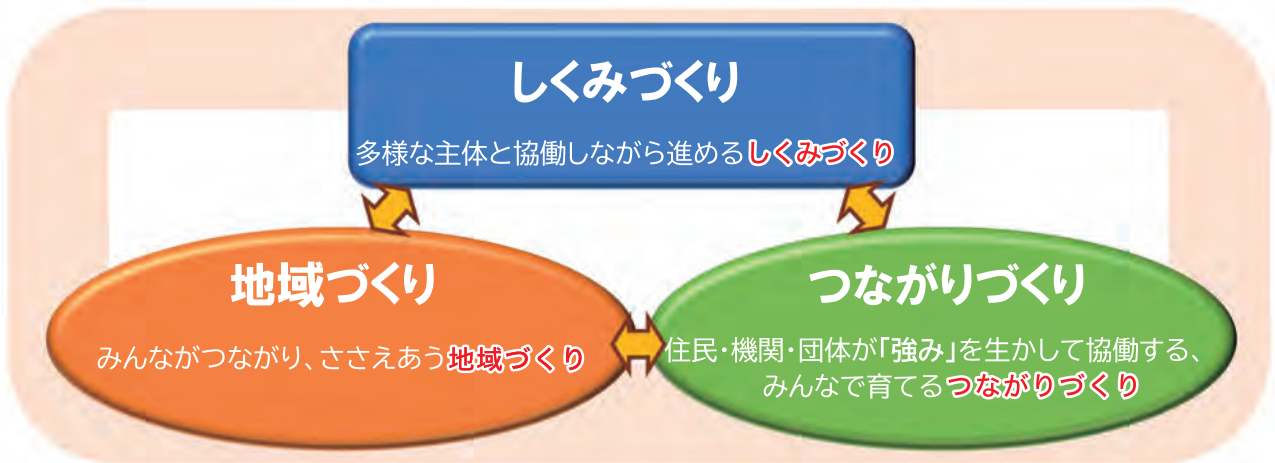 しくみづくり
多様な主体と協働しながら進めるしくみづくり
地域づくり
みんながつながり、ささえあう地域づくり
つながりづくり
住民・機関・団体が「強み」を生かして協働する、
みんなで育てるつながりづくり